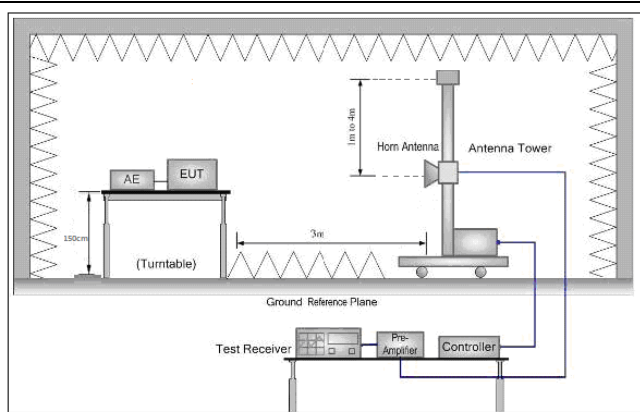 1m to 4m
Horn Antenna
Antenna Tower
AE
EUT
150cm
(Turntable)
3m
Ground Reference Plane
Test Receiver
Pre-
Amplifier
Controller